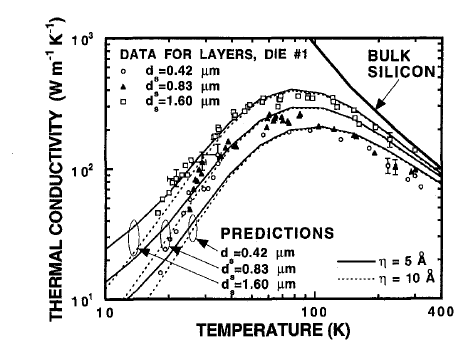 THERMAL CONDUCTIVITY (W m⁻¹ K⁻¹)
10³
10²
10¹
DATA FOR LAYERS, DIE #1
dₛ=0.42 μm
dₛ=0.83 μm
dₛ=1.60 μm
BULK
SILICON
PREDICTIONS
dₛ=0.42 μm
dₛ=0.83 μm
dₛ=1.60 μm
η = 5 Å
η = 10 Å
10
100
400
TEMPERATURE (K)